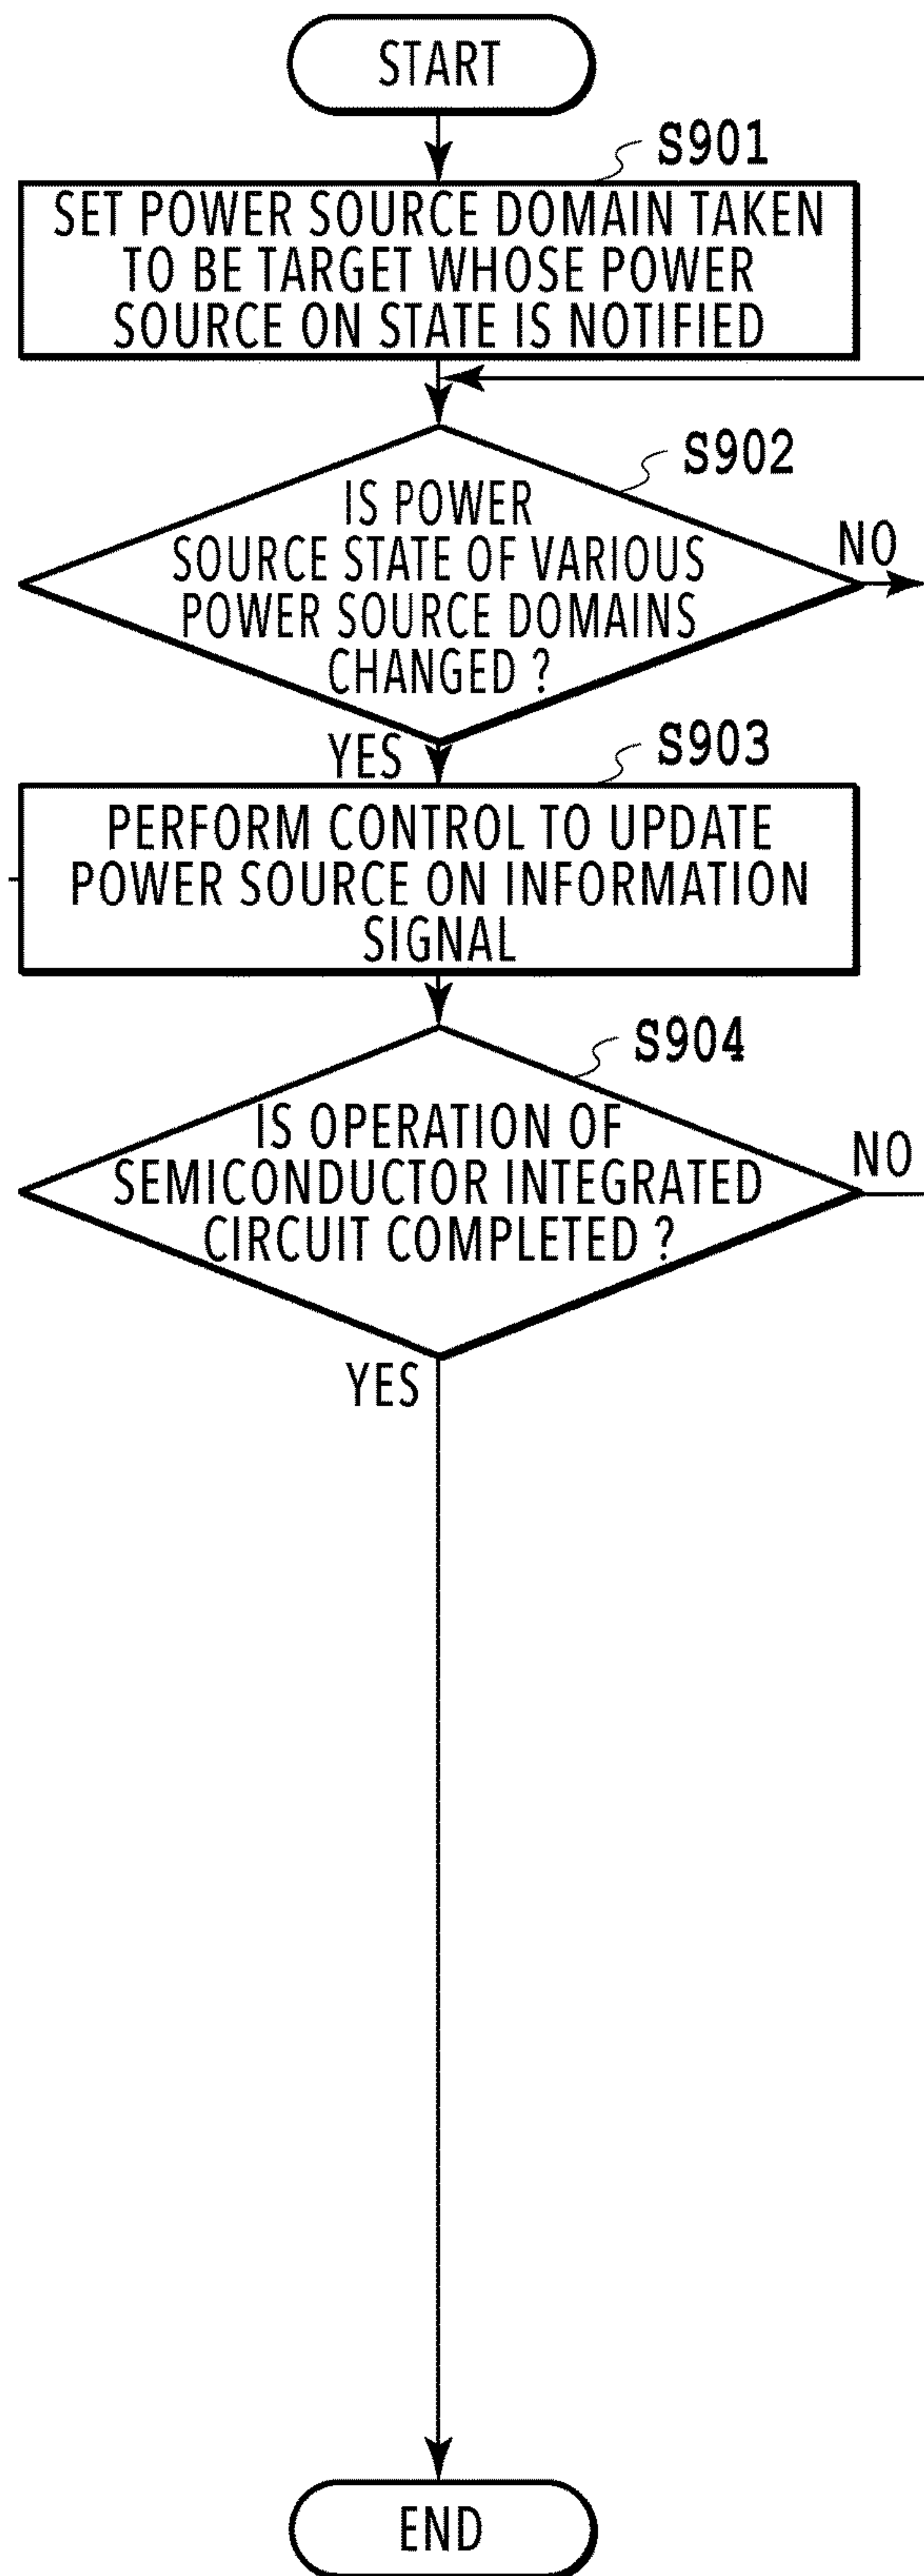 START
S901
SET POWER SOURCE DOMAIN TAKEN
TO BE TARGET WHOSE POWER
SOURCE ON STATE IS NOTIFIED
S902
IS POWER
SOURCE STATE OF VARIOUS
POWER SOURCE DOMAINS
CHANGED ?
NO
YES
S903
PERFORM CONTROL TO UPDATE
POWER SOURCE ON INFORMATION
SIGNAL
S904
IS OPERATION OF
SEMICONDUCTOR INTEGRATED
CIRCUIT COMPLETED ?
NO
YES
END